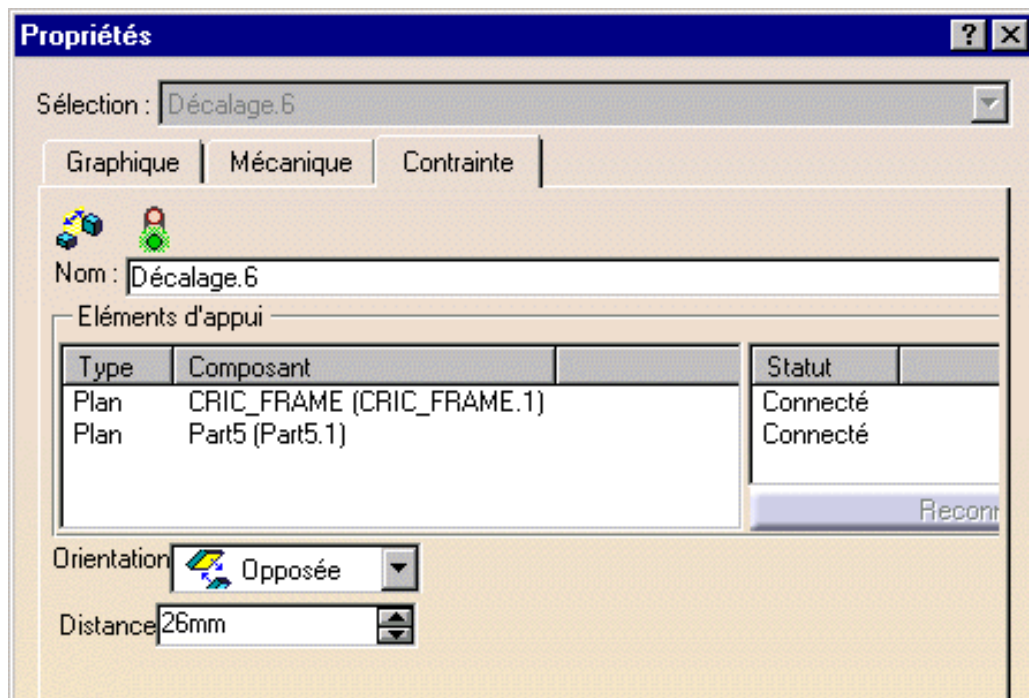 Propriétés
Sélection : Décalage.6
Graphique Mécanique Contrainte
Nom : Décalage.6
Eléments d'appui
Type Composant Statut
Plan CRIC_FRAME (CRIC_FRAME.1) Connecté
Plan Part5 (Part5.1) Connecté
Orientation Opposée
Distance 26mm